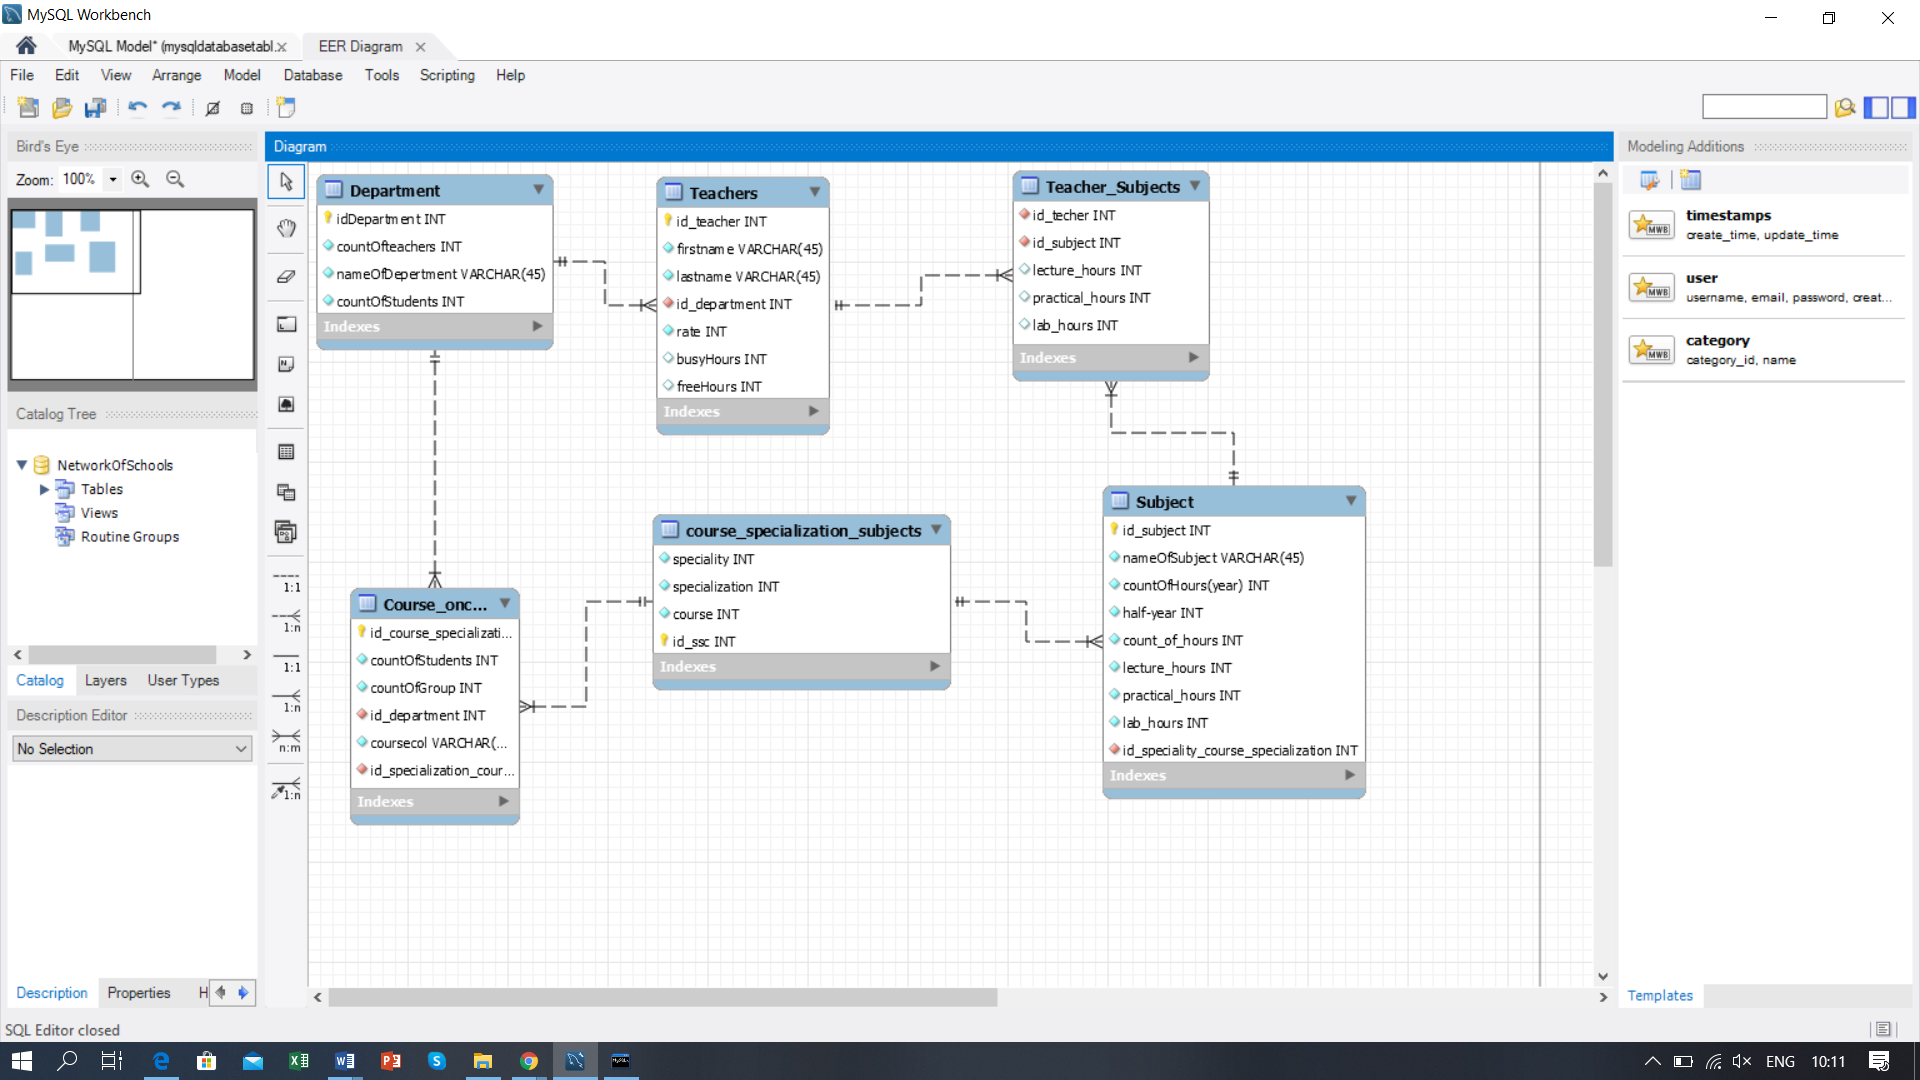 MySQL Workbench
MySQL Model* (mysqldatabasetabl.
EER Diagram
File Edit View Arrange Model Database Tools Scripting Help
Bird's Eye
Zoom: 100%
Catalog Tree
NetworkOfSchools
Tables
Views
Routine Groups
Catalog Layers User Types
Description Editor
No Selection
Description Properties H
SQL Editor closed
Diagram
1:1
1:n
1:1
1:n
n:m
1:n
Department
idDepartment INT
countOfteachers INT
nameOfDepertment VARCHAR(45)
countOfStudents INT
Indexes
Teachers
id_teacher INT
firstname VARCHAR(45)
lastname VARCHAR(45)
id_department INT
rate INT
busyHours INT
freeHours INT
Indexes
Teacher_Subjects
id_techer INT
id_subject INT
lecture_hours INT
practical_hours INT
lab_hours INT
Indexes
Course_onc...
id_course_specializati...
countOfStudents INT
countOfGroup INT
id_department INT
coursecol VARCHAR(...
id_specialization_cour...
Indexes
course_specialization_subjects
speciality INT
specialization INT
course INT
id_ssc INT
Indexes
Subject
id_subject INT
nameOfSubject VARCHAR(45)
countOfHours(year) INT
half-year INT
count_of_hours INT
lecture_hours INT
practical_hours INT
lab_hours INT
id_speciality_course_specialization INT
Indexes
Modeling Additions
MWB
timestamps
create_time, update_time
MWB
user
username, email, password, creat...
MWB
category
category_id, name
Templates
ENG 10:11